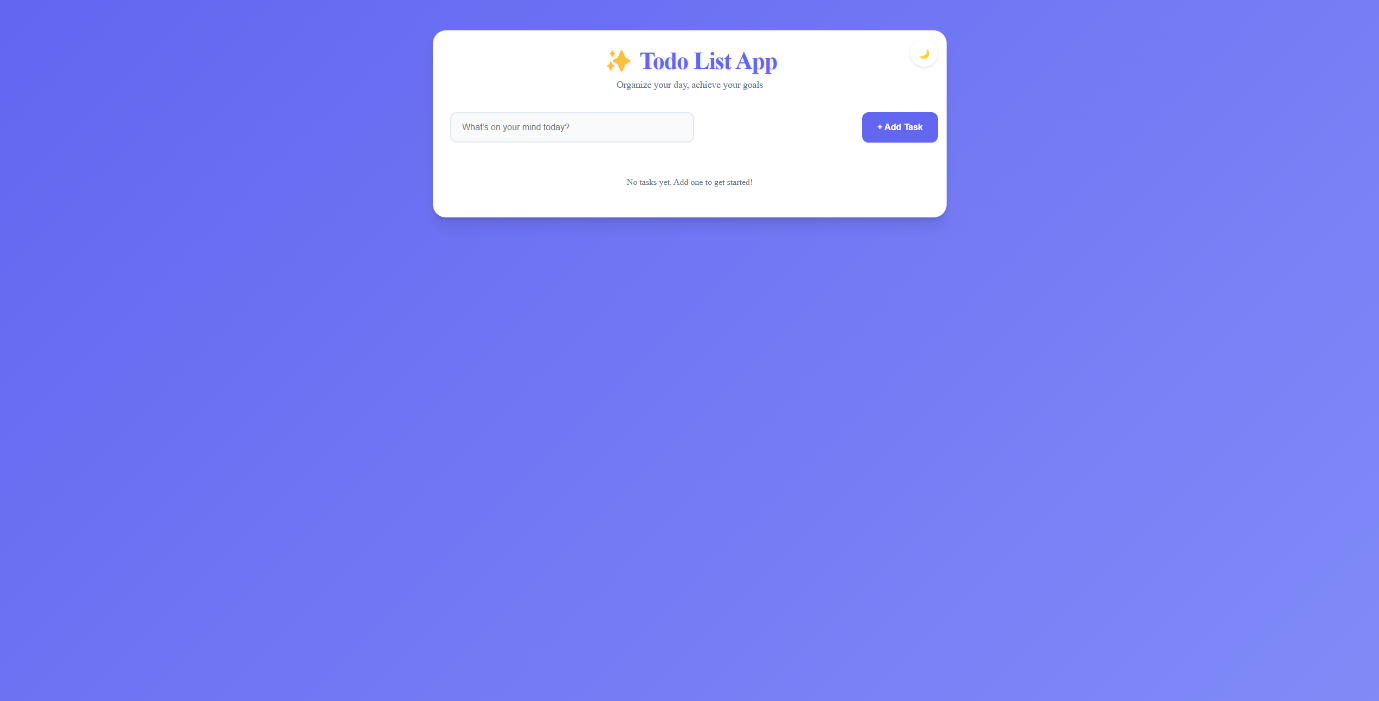 ✨ Todo List App
Organize your day, achieve your goals
What's on your mind today?
+ Add Task
No tasks yet. Add one to get started!